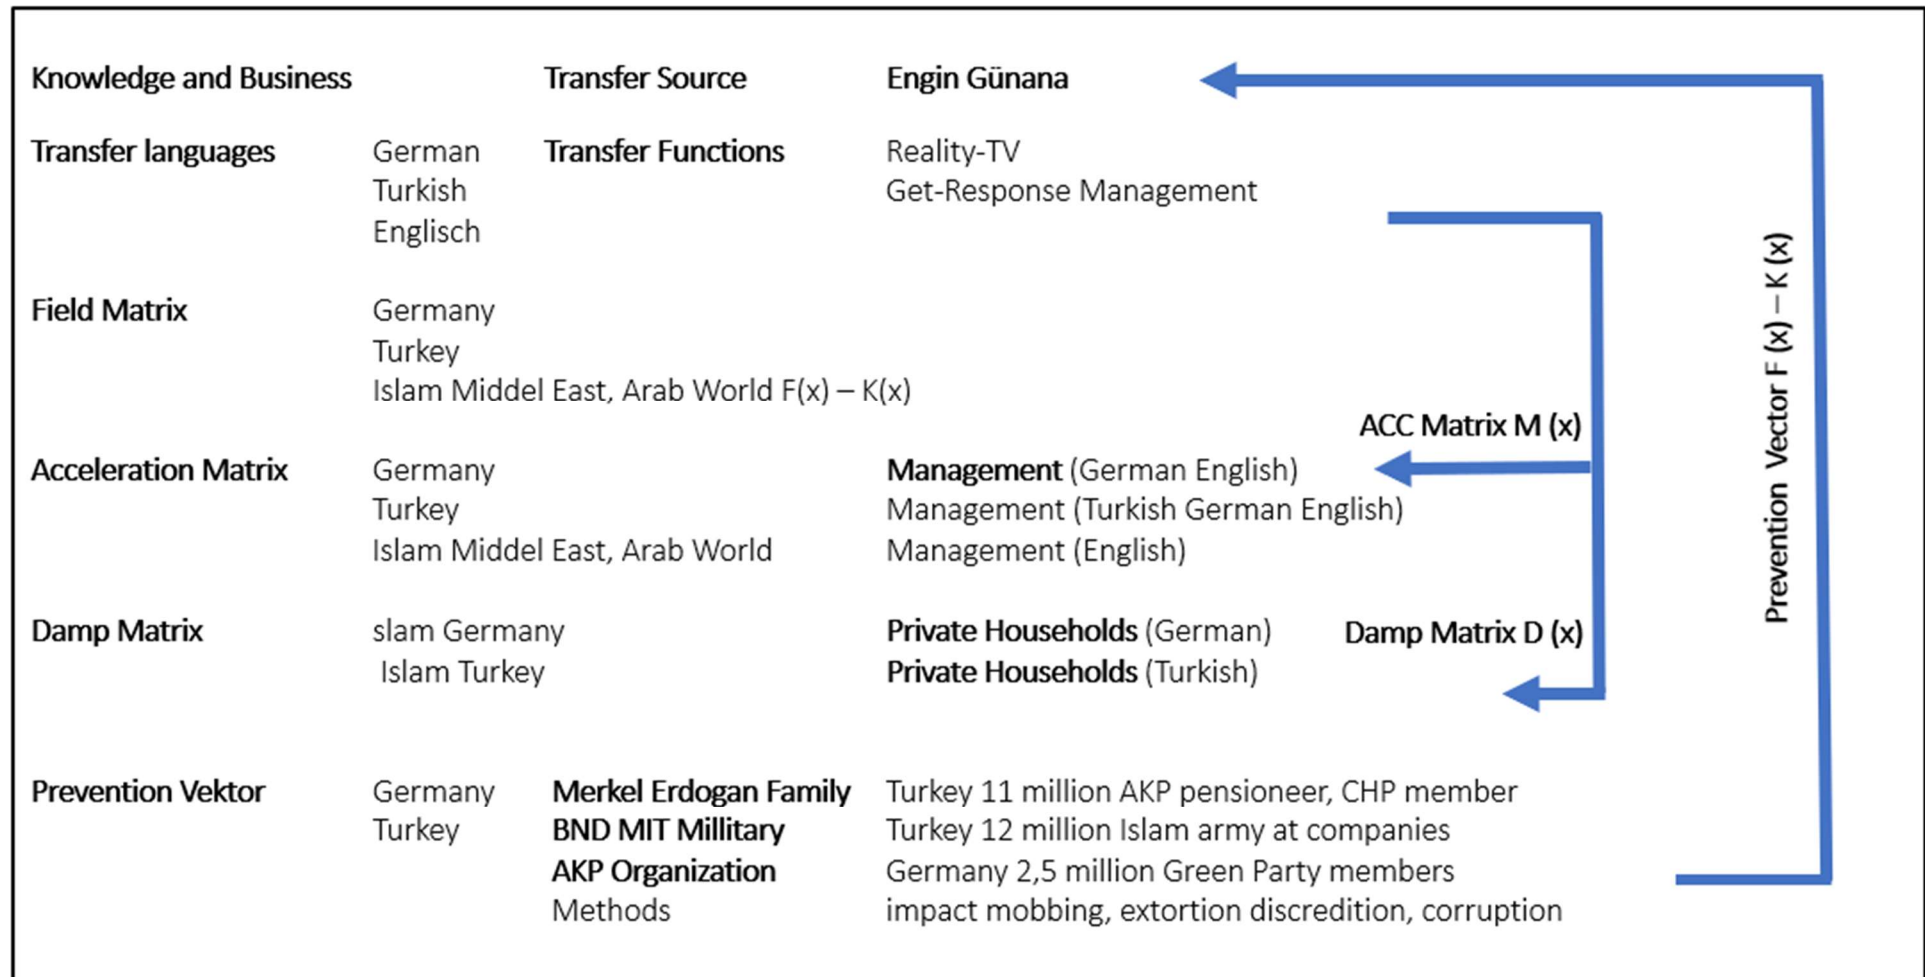 Knowledge and Business Transfer Source Engin Günana
Transfer languages German Transfer Functions Reality-TV
Turkish Get-Response Management
Englisch
Field Matrix Germany
Turkey
Islam Middel East, Arab World F(x) – K(x)
ACC Matrix M (x)
Acceleration Matrix Germany Management (German English)
Turkey Management (Turkish German English)
Islam Middel East, Arab World Management (English)
Damp Matrix slam Germany Private Households (German) Damp Matrix D (x)
Islam Turkey Private Households (Turkish)
Prevention Vektor Germany Merkel Erdogan Family Turkey 11 million AKP pensioneer, CHP member
Turkey BND MIT Millitary Turkey 12 million Islam army at companies
AKP Organization Germany 2,5 million Green Party members
Methods impact mobbing, extortion discredition, corruption
Prevention Vector F (x) – K (x)